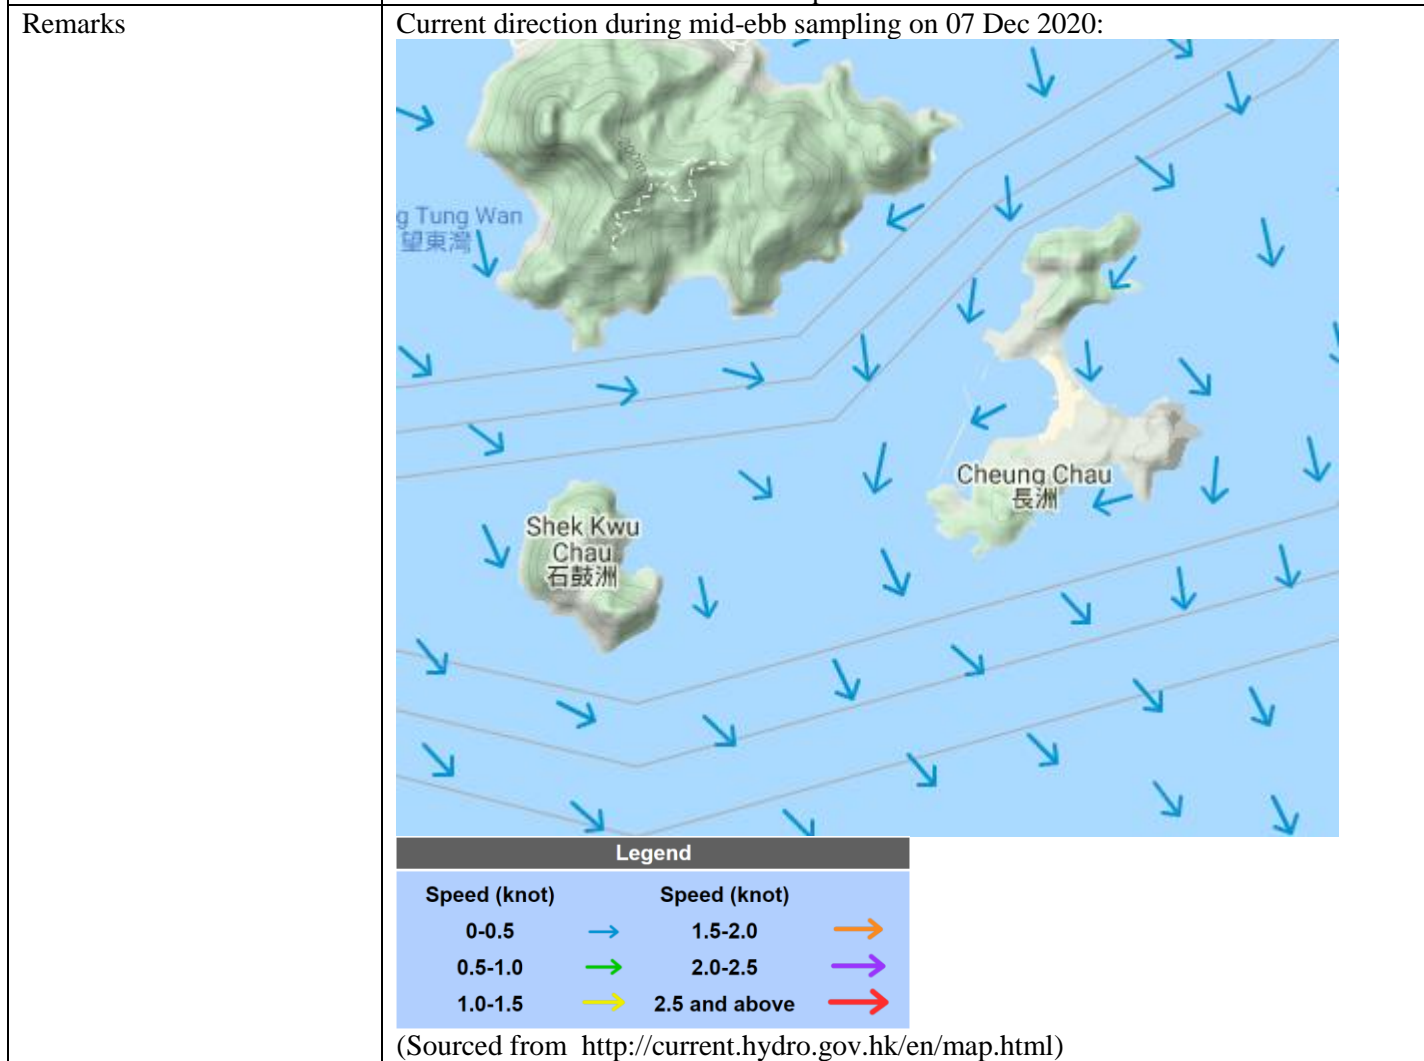 Remarks
Current direction during mid-ebb sampling on 07 Dec 2020:
g Tung Wan
望東灣
Cheung Chau
長洲
Shek Kwu
Chau
石鼓洲
Legend
Speed (knot) Speed (knot)
0-0.5 1.5-2.0
0.5-1.0 2.0-2.5
1.0-1.5 2.5 and above
(Sourced from http://current.hydro.gov.hk/en/map.html)